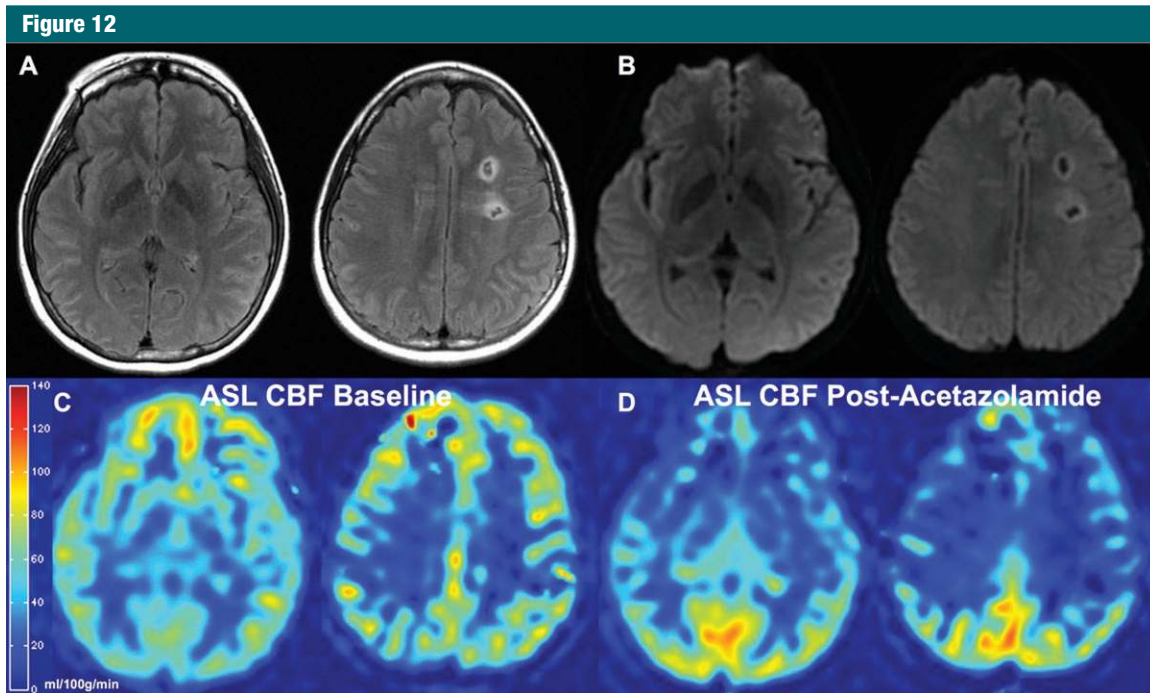 Figure 12
A
B
C
ASL CBF Baseline
D
ASL CBF Post-Acetazolamide
140
120
100
80
60
40
20
0
ml/100g/min